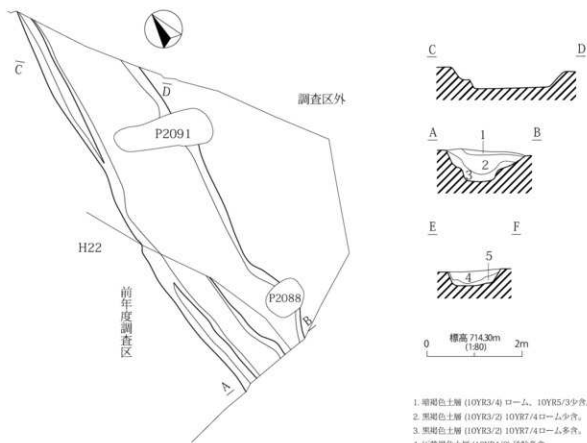 C
D
調査区外
P2091
H22
前年度調査区
P2088
A
B
C D
A B
1
2
3
E F
5
4
標高 714.30m
(1:80)
0 2m
1. 暗褐色土層 (10YR3/4) ローム、10YR5/3少含。
2. 黒褐色土層 (10YR3/2) 10YR7/4ローム少含。
3. 黒褐色土層 (10YR3/2) 10YR7/4ローム多含。